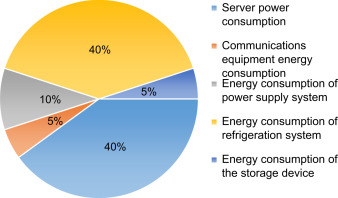 Server power
consumption
Communications
equipment energy
consumption
Energy consumption of
power supply system
Energy consumption of
refrigration system
Energy consumption of
the storage device
40%
10%
5%
5%
40%